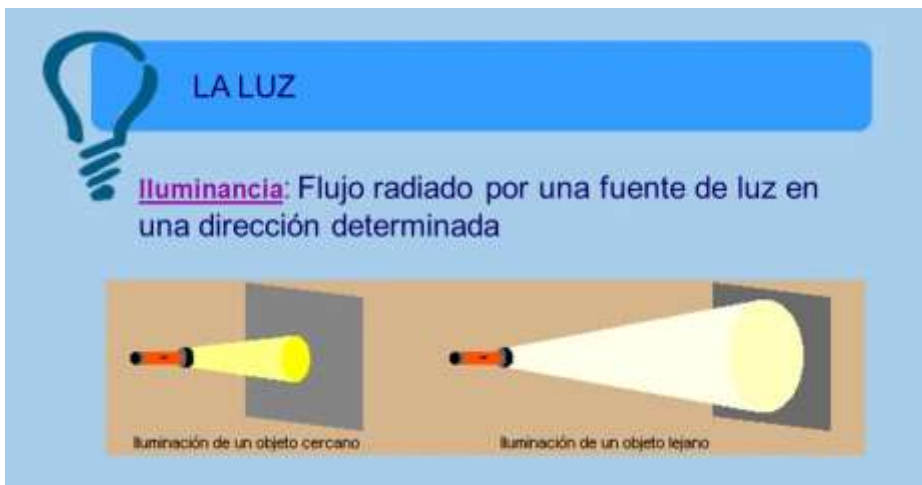 LA LUZ
Iluminancia: Flujo radiado por una fuente de luz en
una dirección determinada
Iluminación de un objeto cercano
Iluminación de un objeto lejano